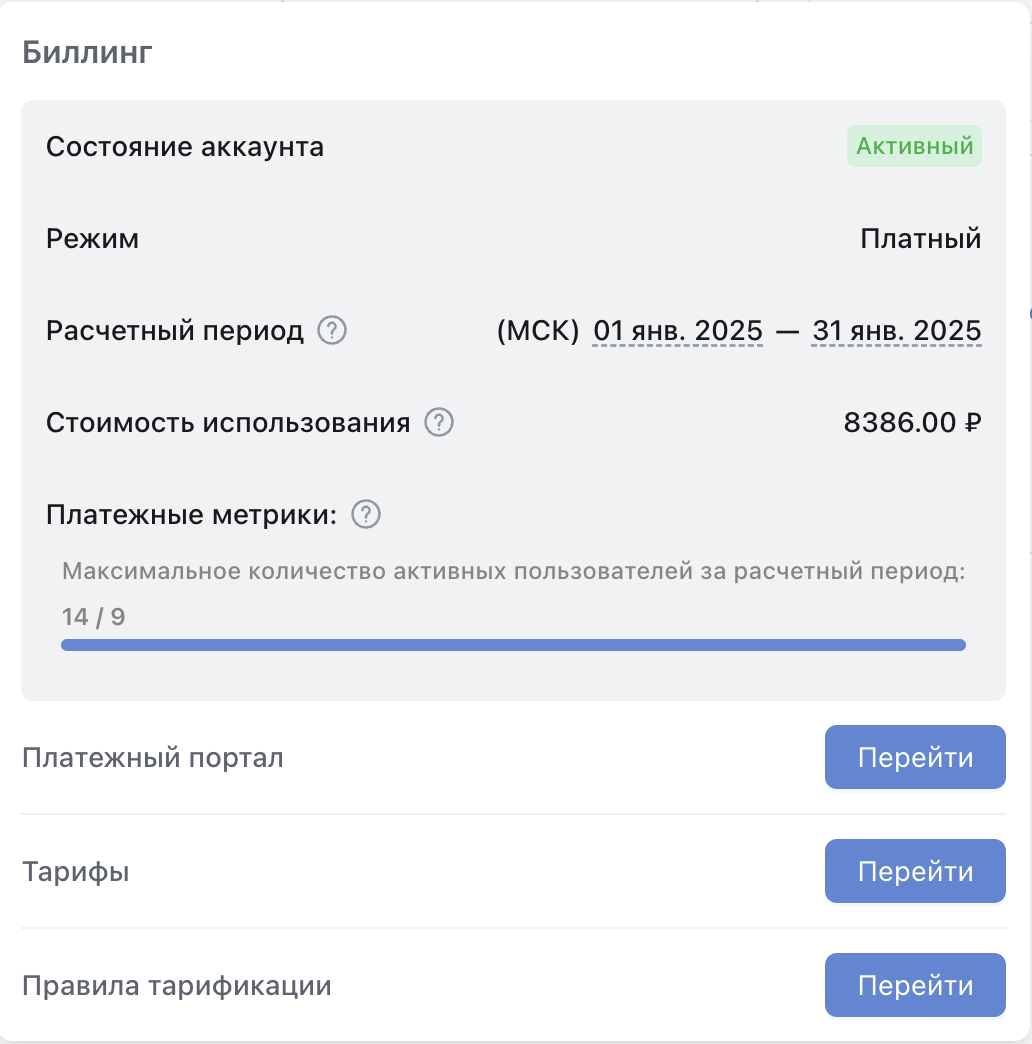 Биллинг
Состояние аккаунта Активный
Режим Платный
Расчетный период ? (МСК) 01 янв. 2025 — 31 янв. 2025
Стоимость использования ? 8386.00 ₽
Платежные метрики: ?
Максимальное количество активных пользователей за расчетный период:
14 / 9
Платежный портал Перейти
Тарифы Перейти
Правила тарификации Перейти